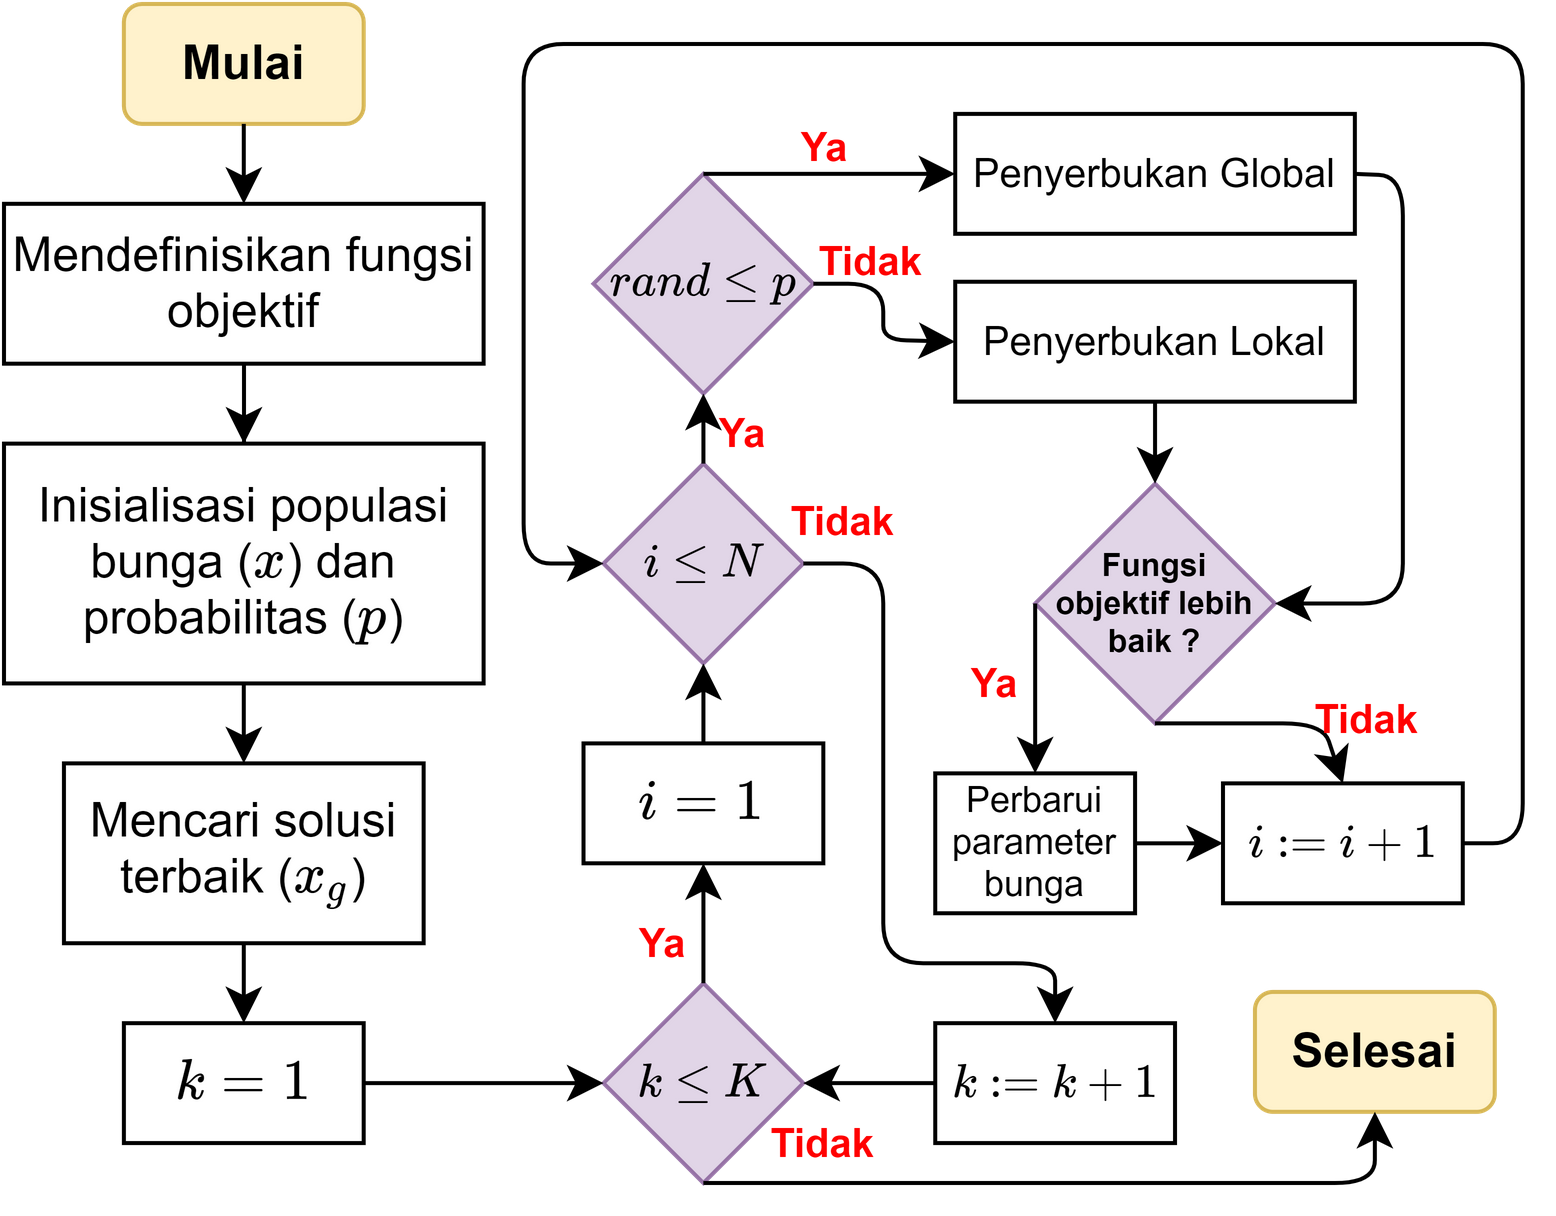 Mulai
Mendefinisikan fungsi
objektif
Inisialisasi populasi
bunga (x) dan
probabilitas (p)
Mencari solusi
terbaik (x_g)
k = 1
k ≤ K
Ya
Tidak
i = 1
i ≤ N
Ya
Tidak
rand ≤ p
Ya
Tidak
Penyerbukan Global
Penyerbukan Lokal
Fungsi
objektif lebih
baik ?
Ya
Tidak
Perbarui
parameter
bunga
i := i + 1
k := k + 1
Selesai